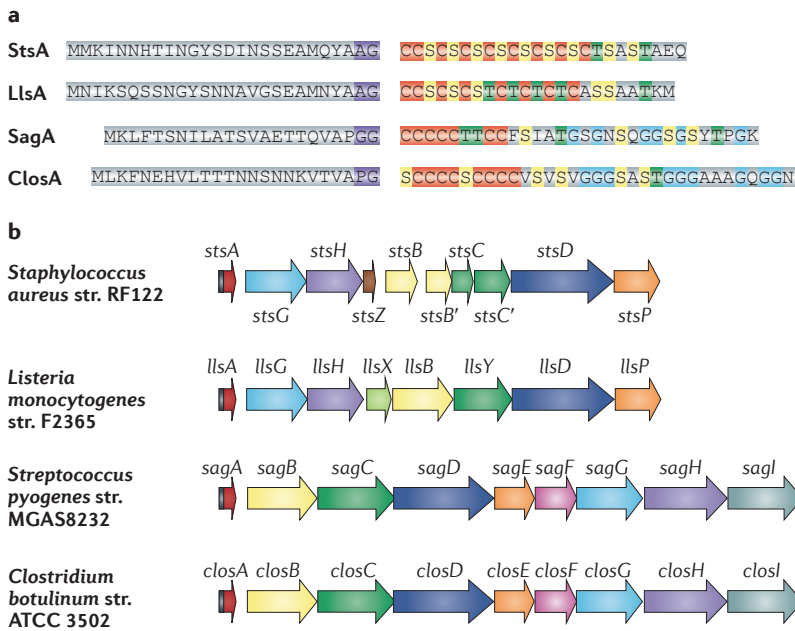 a
StsA MMKINNHTINGYSDINSSEAMQYAAG CCSCSCSCSCSCSCSCTSASTAEQ
LlsA MNIKSQSSNGYSNNAVGSEAMNYAAG CCSCSCSTCTCTCTCASSAATKM
SagA MKLFTSNILATSVAETTQVAPGG CCCCCTTCCFSIATGSGNSQGGSGSYTPGK
ClosA MLKFNEHVLTTTNNSNNKVTVAPG SCCCCSCCCCVSVSVGGGSASTGGGAAAGQGGN
b
stsA stsH stsB stsC stsD
Staphylococcus
aureus str. RF122
stsG stsZ stsB′ stsC′ stsP
llsA llsG llsH llsX llsB llsY llsD llsP
Listeria
monocytogenes
str. F2365
sagA sagB sagC sagD sagE sagF sagG sagH sagI
Streptococcus
pyogenes str.
MGAS8232
closA closB closC closD closE closF closG closH closI
Clostridium
botulinum str.
ATCC 3502